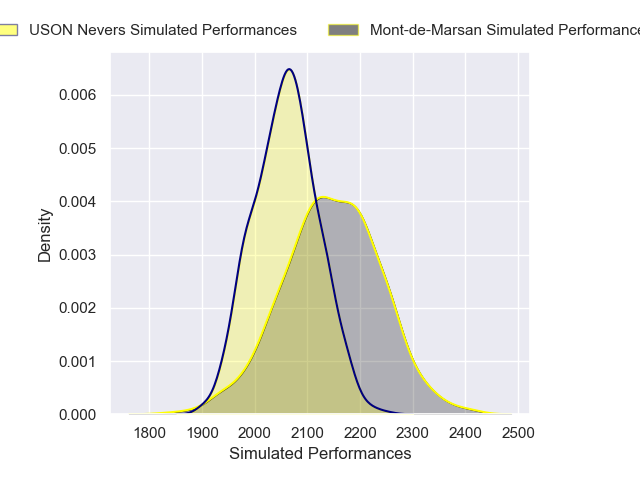 USON Nevers Simulated Performances
Mont-de-Marsan Simulated Performance
0.006
0.005
0.004
0.003
0.002
0.001
0.000
Density
1800 1900 2000 2100 2200 2300 2400 2500
Simulated Performances